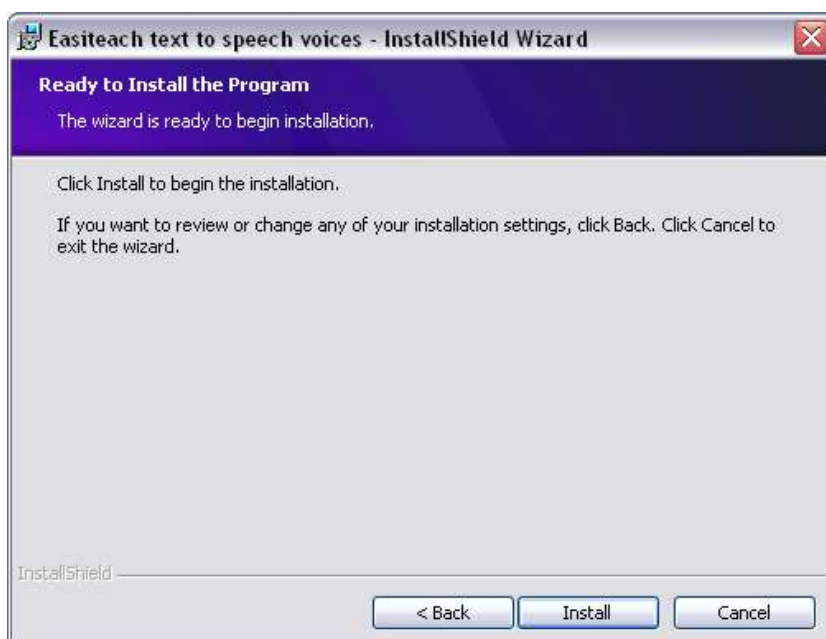 Easiteach text to speech voices - InstallShield Wizard
Ready to Install the Program
The wizard is ready to begin installation.
Click Install to begin the installation.
If you want to review or change any of your installation settings, click Back. Click Cancel to
exit the wizard.
InstallShield
< Back Install Cancel